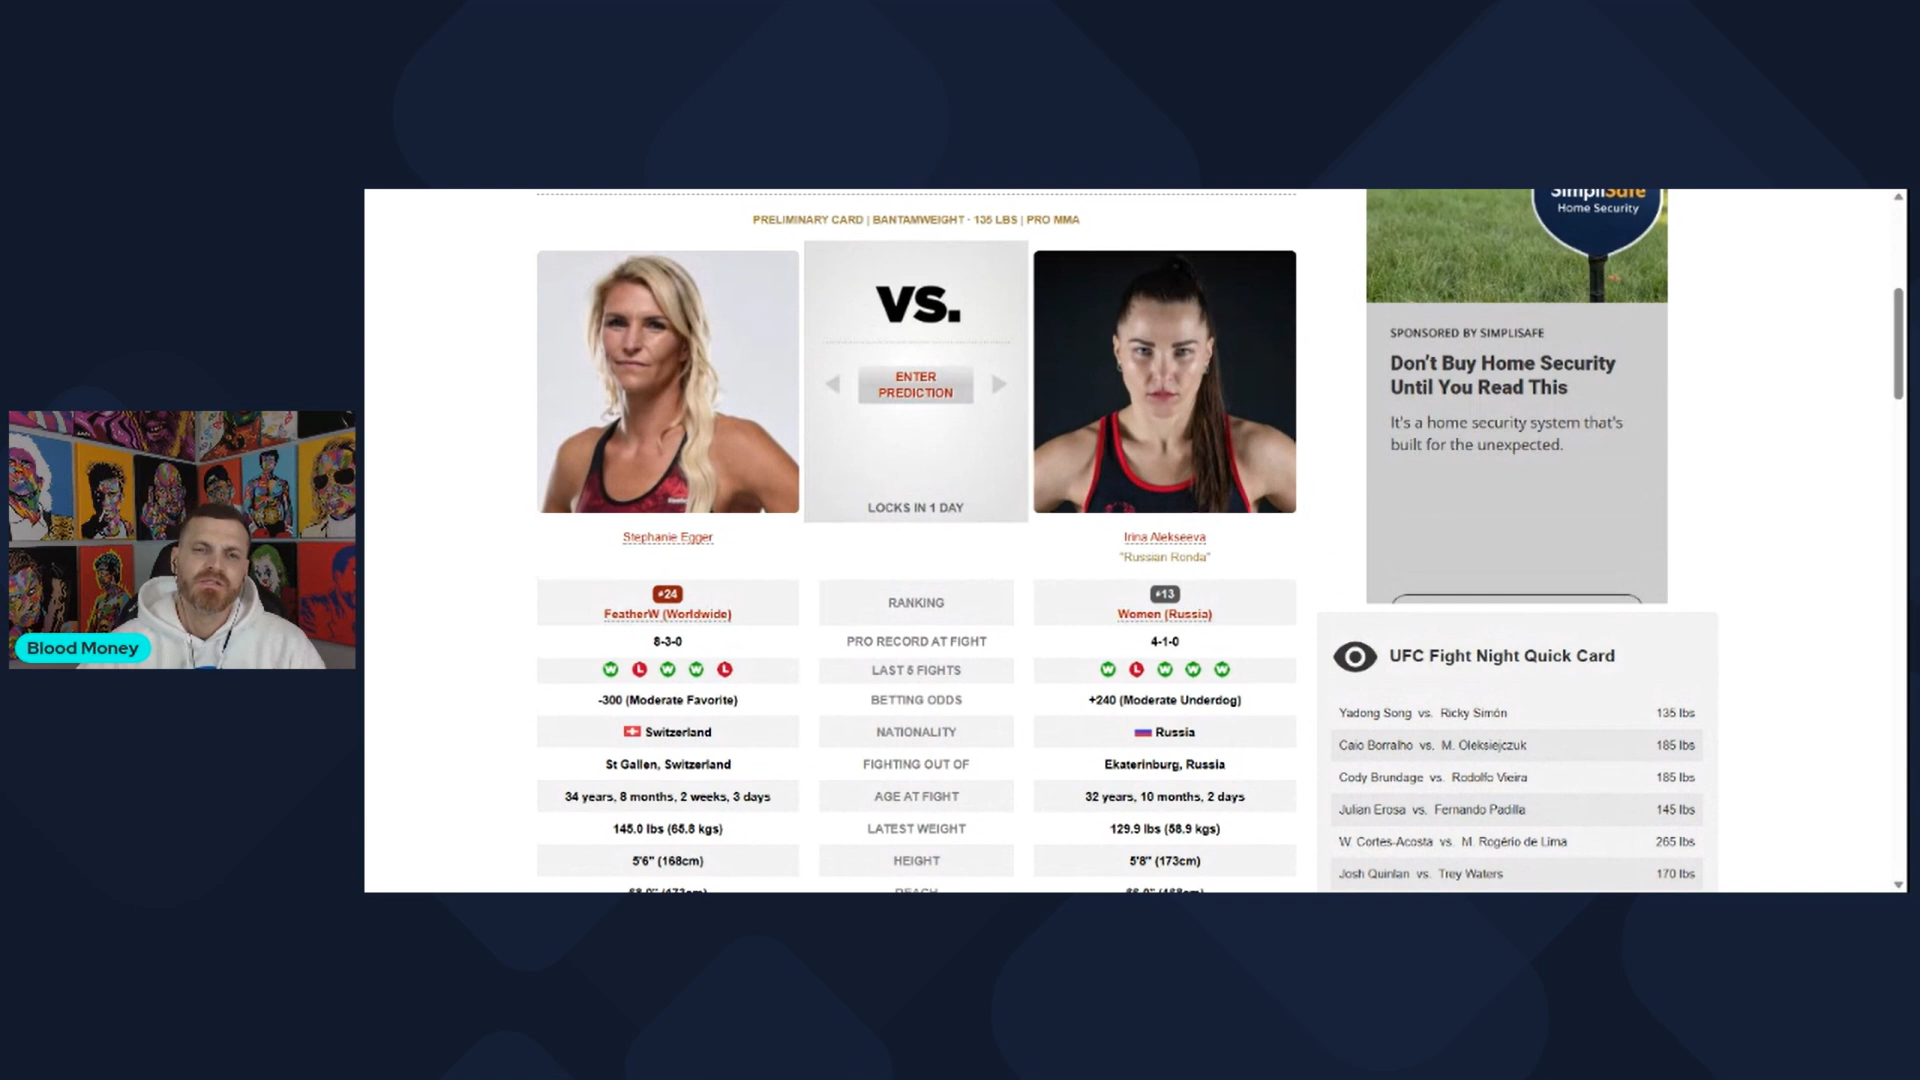 PRELIMINARY CARD | BANTAMWEIGHT · 135 LBS | PRO MMA
VS.
ENTER
PREDICTION
LOCKS IN 1 DAY
Stephanie Egger
Irina Alekseeva
"Russian Ronda"
#24
FeatherW (Worldwide)
RANKING
#13
Women (Russia)
8-3-0
PRO RECORD AT FIGHT
4-1-0
W L W W L
LAST 5 FIGHTS
W L W W W
-300 (Moderate Favorite)
BETTING ODDS
+240 (Moderate Underdog)
Switzerland
NATIONALITY
Russia
St Gallen, Switzerland
FIGHTING OUT OF
Ekaterinburg, Russia
34 years, 8 months, 2 weeks, 3 days
AGE AT FIGHT
32 years, 10 months, 2 days
145.0 lbs (65.8 kgs)
LATEST WEIGHT
129.9 lbs (58.9 kgs)
5'6" (168cm)
HEIGHT
5'8" (173cm)
REACH
SimpliSafe
Home Security
SPONSORED BY SIMPLISAFE
Don't Buy Home Security
Until You Read This
It's a home security system that's
built for the unexpected.
UFC Fight Night Quick Card
Yadong Song vs. Ricky Simón 135 lbs
Caio Borralho vs. M. Oleksiejczuk 185 lbs
Cody Brundage vs. Rodolfo Vieira 185 lbs
Julian Erosa vs. Fernando Padilla 145 lbs
W. Cortes-Acosta vs. M. Rogério de Lima 265 lbs
Josh Quinlan vs. Trey Waters 170 lbs
Blood Money